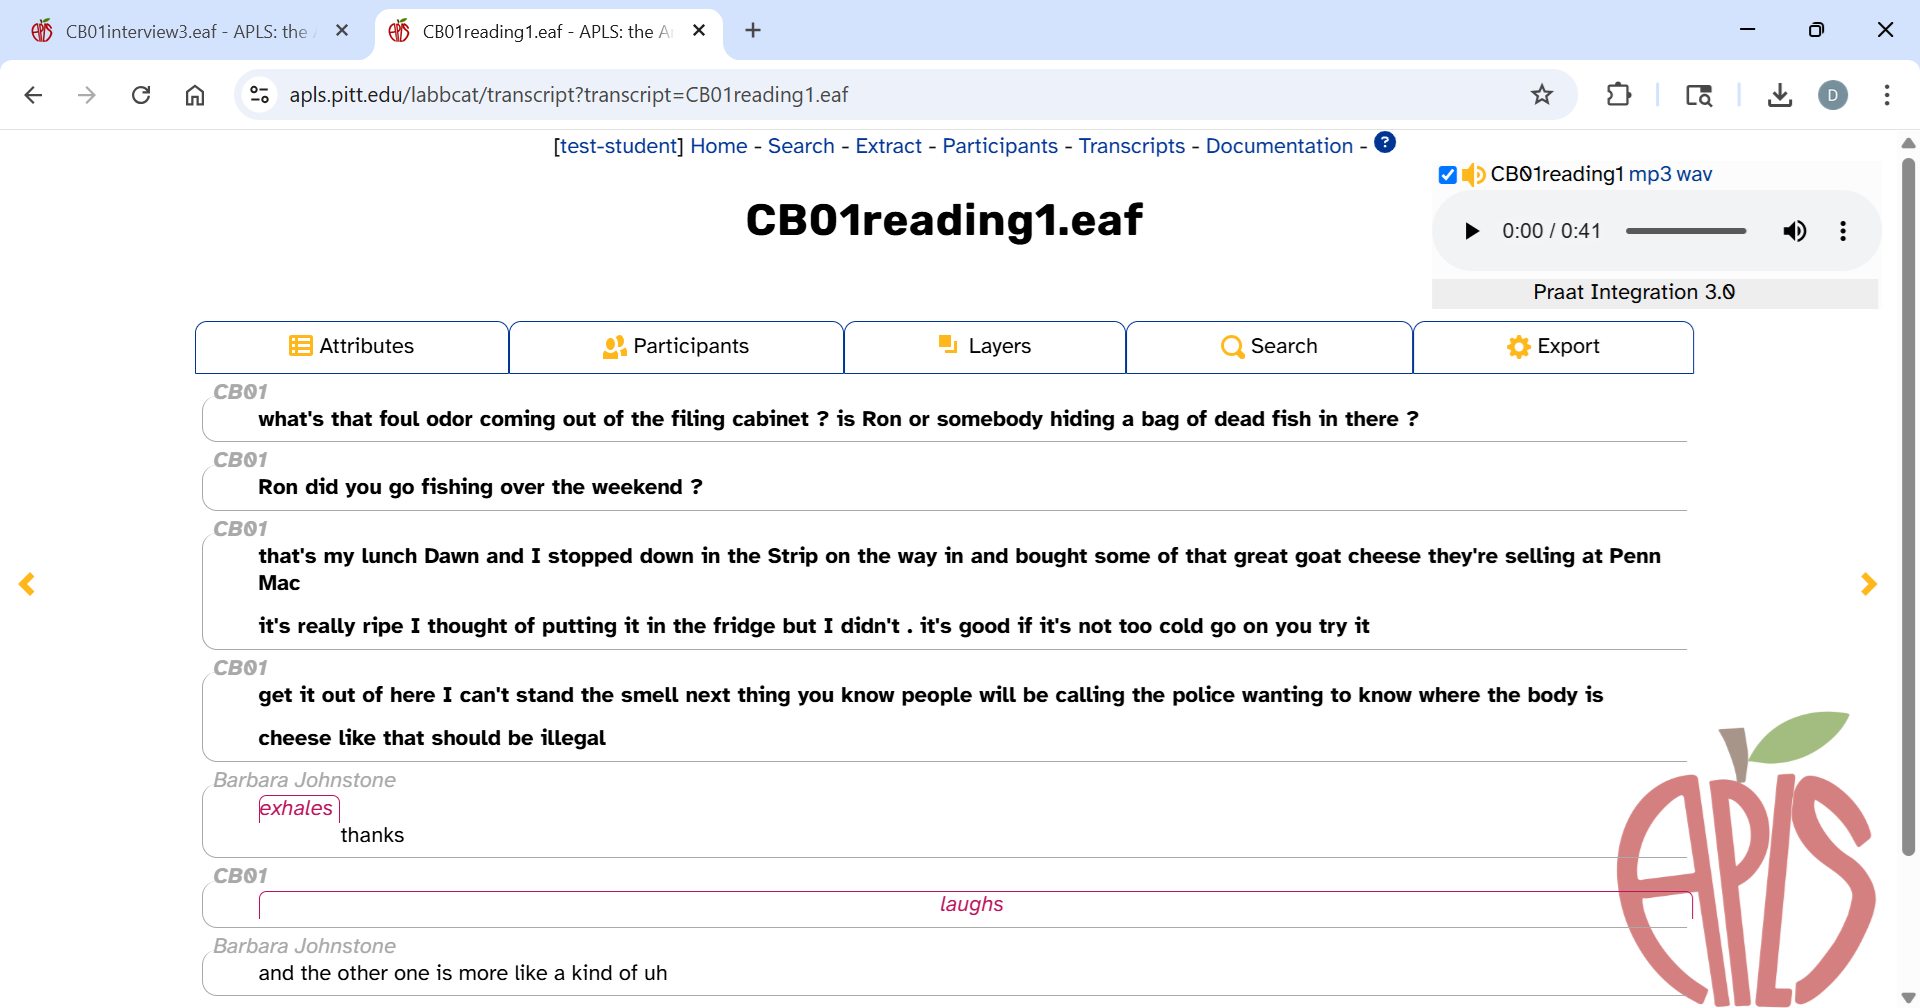 CB01interview3.eaf - APLS: the
CB01reading1.eaf - APLS: the A
apls.pitt.edu/labbcat/transcript?transcript=CB01reading1.eaf
D
[test-student] Home - Search - Extract - Participants - Transcripts - Documentation - ?
CB01reading1 mp3 wav
CB01reading1.eaf
0:00 / 0:41
Praat Integration 3.0
Attributes
Participants
Layers
Search
Export
CB01
what's that foul odor coming out of the filing cabinet ? is Ron or somebody hiding a bag of dead fish in there ?
CB01
Ron did you go fishing over the weekend ?
CB01
that's my lunch Dawn and I stopped down in the Strip on the way in and bought some of that great goat cheese they're selling at Penn
Mac
it's really ripe I thought of putting it in the fridge but I didn't . it's good if it's not too cold go on you try it
CB01
get it out of here I can't stand the smell next thing you know people will be calling the police wanting to know where the body is
cheese like that should be illegal
Barbara Johnstone
exhales
thanks
CB01
laughs
Barbara Johnstone
and the other one is more like a kind of uh
APLS